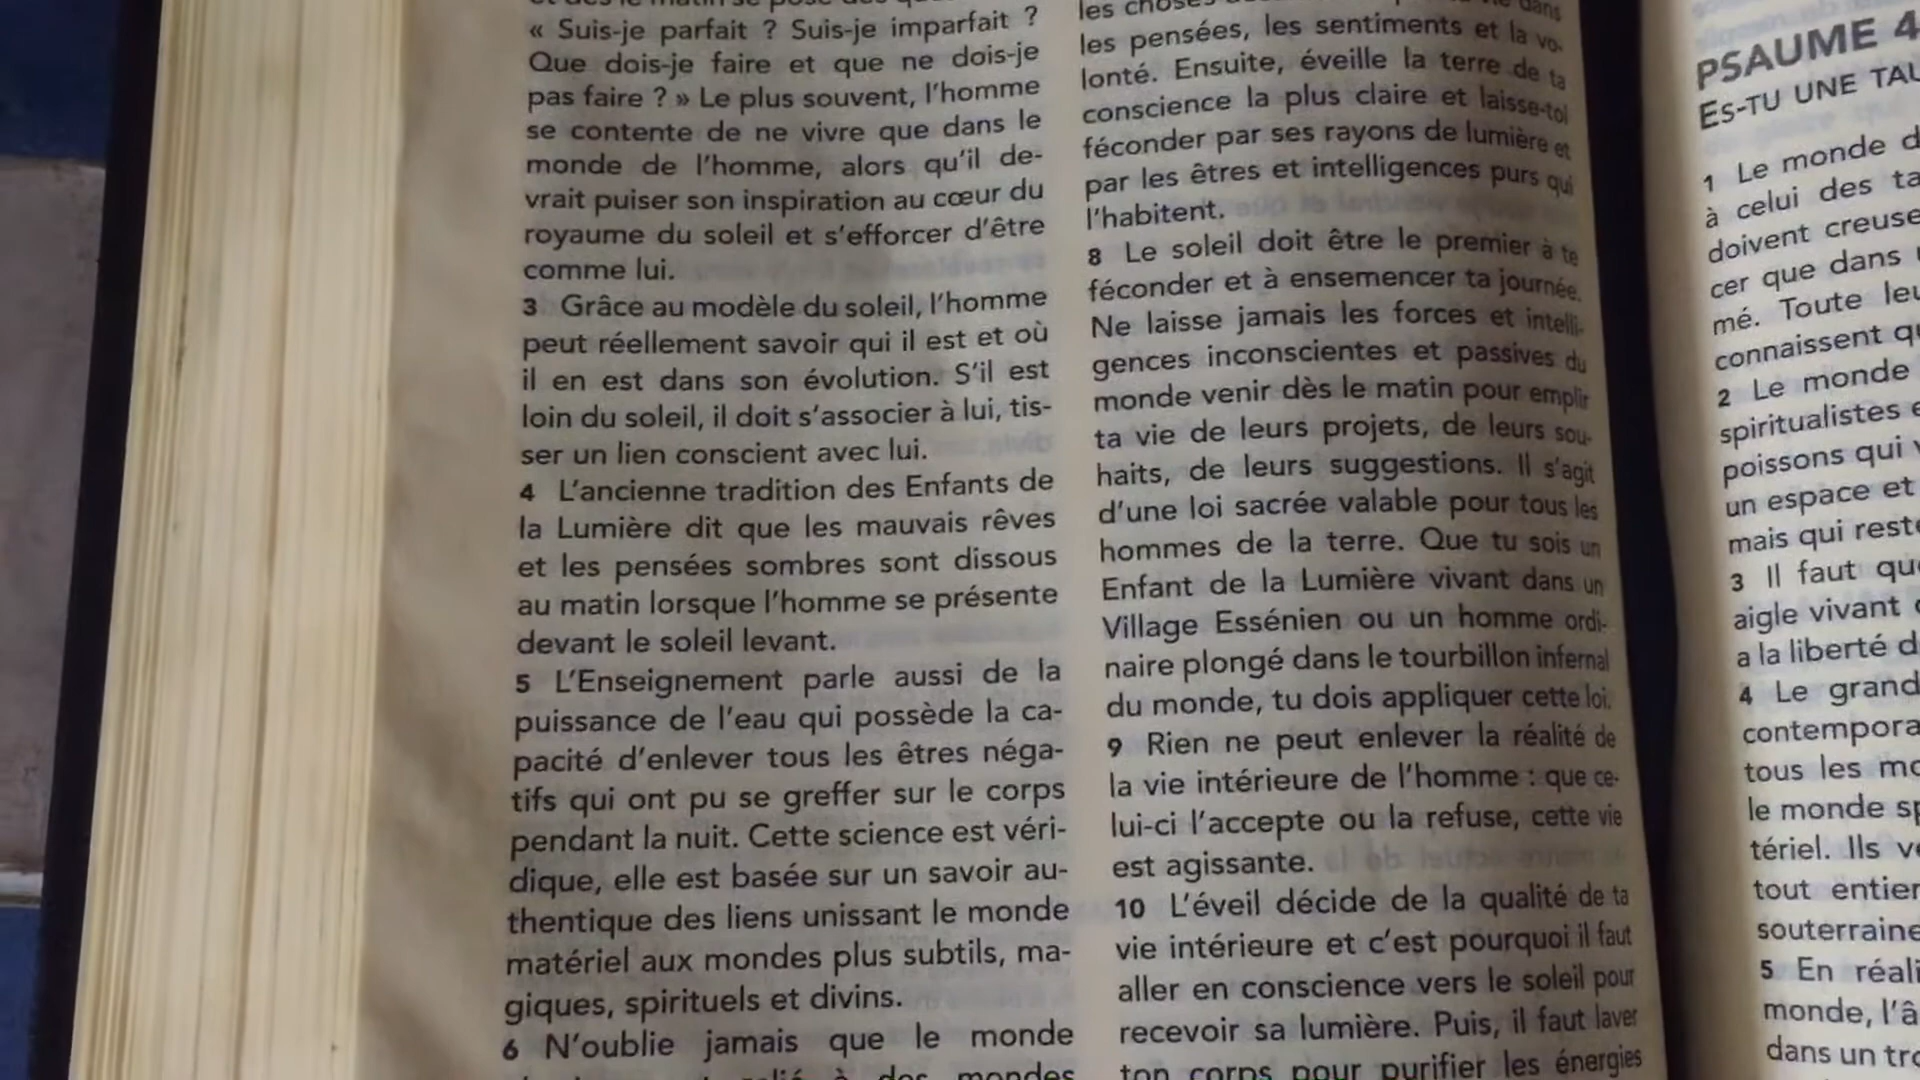 « Suis-je parfait ? Suis-je imparfait ?
Que dois-je faire et que ne dois-je
pas faire ? » Le plus souvent, l'homme
se contente de ne vivre que dans le
monde de l'homme, alors qu'il de-
vrait puiser son inspiration au cœur du
royaume du soleil et s'efforcer d'être
comme lui.
3 Grâce au modèle du soleil, l'homme
peut réellement savoir qui il est et où
il en est dans son évolution. S'il est
loin du soleil, il doit s'associer à lui, tis-
ser un lien conscient avec lui.
4 L'ancienne tradition des Enfants de
la Lumière dit que les mauvais rêves
et les pensées sombres sont dissous
au matin lorsque l'homme se présente
devant le soleil levant.
5 L'Enseignement parle aussi de la
puissance de l'eau qui possède la ca-
pacité d'enlever tous les êtres néga-
tifs qui ont pu se greffer sur le corps
pendant la nuit. Cette science est véri-
dique, elle est basée sur un savoir au-
thentique des liens unissant le monde
matériel aux mondes plus subtils, ma-
giques, spirituels et divins.
6 N'oublie jamais que le monde
à des mondes
les choses dans
les pensées, les sentiments et la vo-
lonté. Ensuite, éveille la terre de ta
conscience la plus claire et laisse-toi
féconder par ses rayons de lumière et
par les êtres et intelligences purs qui
l'habitent.
8 Le soleil doit être le premier à te
féconder et à ensemencer ta journée.
Ne laisse jamais les forces et intelli-
gences inconscientes et passives du
monde venir dès le matin pour emplir
ta vie de leurs projets, de leurs sou-
haits, de leurs suggestions. Il s'agit
d'une loi sacrée valable pour tous les
hommes de la terre. Que tu sois un
Enfant de la Lumière vivant dans un
Village Essénien ou un homme ordi-
naire plongé dans le tourbillon infernal
du monde, tu dois appliquer cette loi.
9 Rien ne peut enlever la réalité de
la vie intérieure de l'homme : que ce-
lui-ci l'accepte ou la refuse, cette vie
est agissante.
10 L'éveil décide de la qualité de ta
vie intérieure et c'est pourquoi il faut
aller en conscience vers le soleil pour
recevoir sa lumière. Puis, il faut laver
ton corps pour purifier les énergies
PSAUME 4
ES-TU UNE TAU
1 Le monde d
à celui des ta
doivent creuse
cer que dans
mé. Toute leu
connaissent qu
2 Le monde
spiritualistes e
poissons qui v
un espace et
mais qui reste
3 Il faut que
aigle vivant
a la liberté d
4 Le grand
contempora
tous les mo
le monde sp
tériel. Ils ve
tout entier
souterraine
5 En réali
monde, l'â
dans un tro